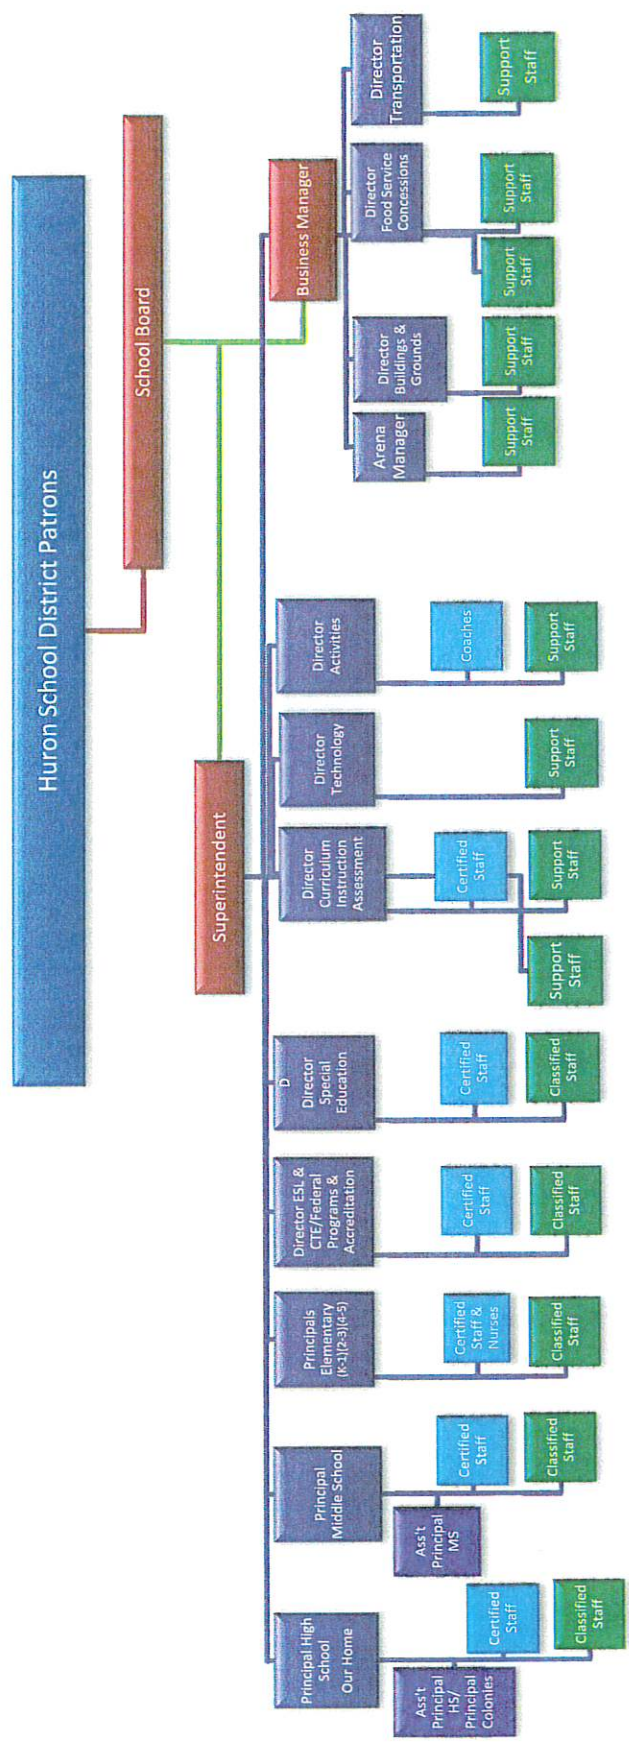 Huron School District Patrons
School Board
Superintendent
Business Manager
Principal High
School
Our Home
Principal
Middle School
Principals
Elementary
(K-1)(2-3)(4-5)
Director ESL &
CTE/Federal
Programs &
Accreditation
D
Director
Special
Education
Director
Curriculum
Instruction
Assessment
Director
Technology
Director
Activities
Arena
Manager
Director
Buildings &
Grounds
Director
Food Service
Concessions
Director
Transportation
Ass't
Principal
HS/
Principal
Colonies
Certified
Staff
Classified
Staff
Ass't
Principal
MS
Certified
Staff
Classified
Staff
Certified
Staff &
Nurses
Classified
Staff
Certified
Staff
Classified
Staff
Certified
Staff
Classified
Staff
Certified
Staff
Support
Staff
Support
Staff
Support
Staff
Coaches
Support
Staff
Support
Staff
Support
Staff
Support
Staff
Support
Staff
Support
Staff